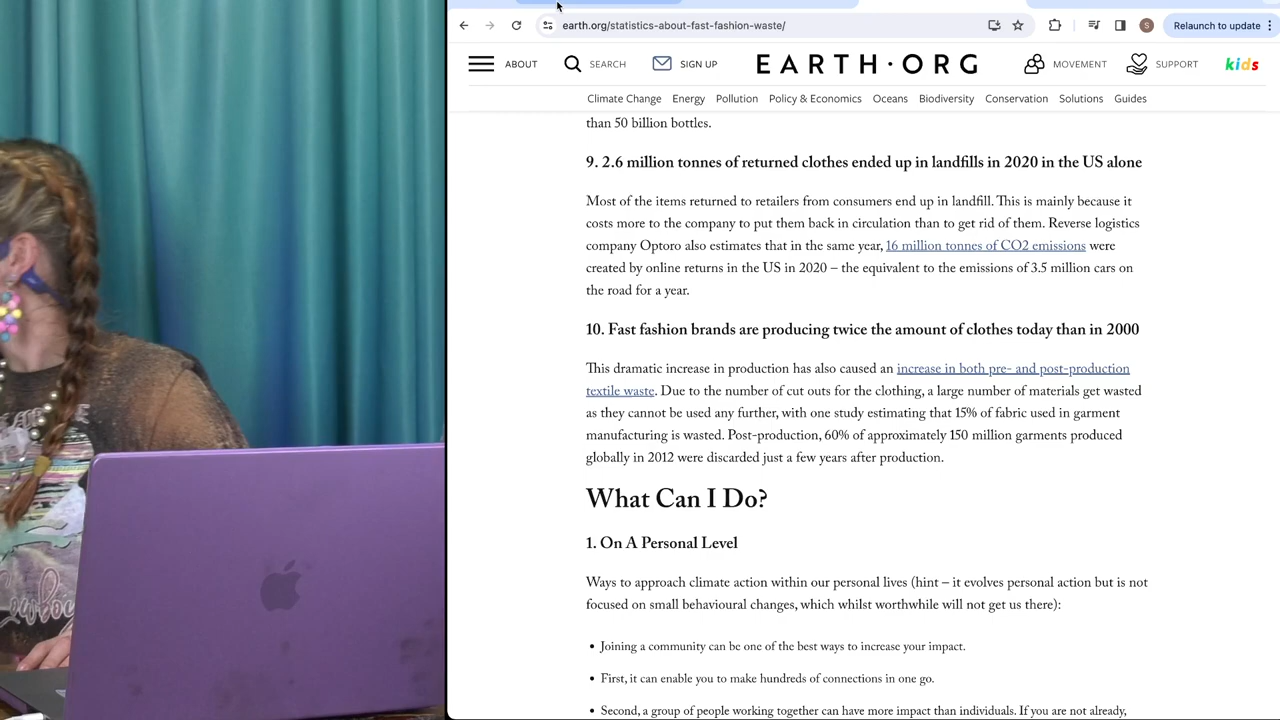 earth.org/statistics-about-fast-fashion-waste/
Relaunch to update
S
ABOUT
SEARCH
SIGN UP
EARTH·ORG
MOVEMENT
SUPPORT
kids
Climate Change Energy Pollution Policy & Economics Oceans Biodiversity Conservation Solutions Guides
than 50 billion bottles.
9. 2.6 million tonnes of returned clothes ended up in landfills in 2020 in the US alone
Most of the items returned to retailers from consumers end up in landfill. This is mainly because it
costs more to the company to put them back in circulation than to get rid of them. Reverse logistics
company Optoro also estimates that in the same year, 16 million tonnes of CO2 emissions were
created by online returns in the US in 2020 – the equivalent to the emissions of 3.5 million cars on
the road for a year.
10. Fast fashion brands are producing twice the amount of clothes today than in 2000
This dramatic increase in production has also caused an increase in both pre- and post-production
textile waste. Due to the number of cut outs for the clothing, a large number of materials get wasted
as they cannot be used any further, with one study estimating that 15% of fabric used in garment
manufacturing is wasted. Post-production, 60% of approximately 150 million garments produced
globally in 2012 were discarded just a few years after production.
What Can I Do?
1. On A Personal Level
Ways to approach climate action within our personal lives (hint – it evolves personal action but is not
focused on small behavioural changes, which whilst worthwhile will not get us there):
• Joining a community can be one of the best ways to increase your impact.
• First, it can enable you to make hundreds of connections in one go.
• Second, a group of people working together can have more impact than individuals. If you are not already,